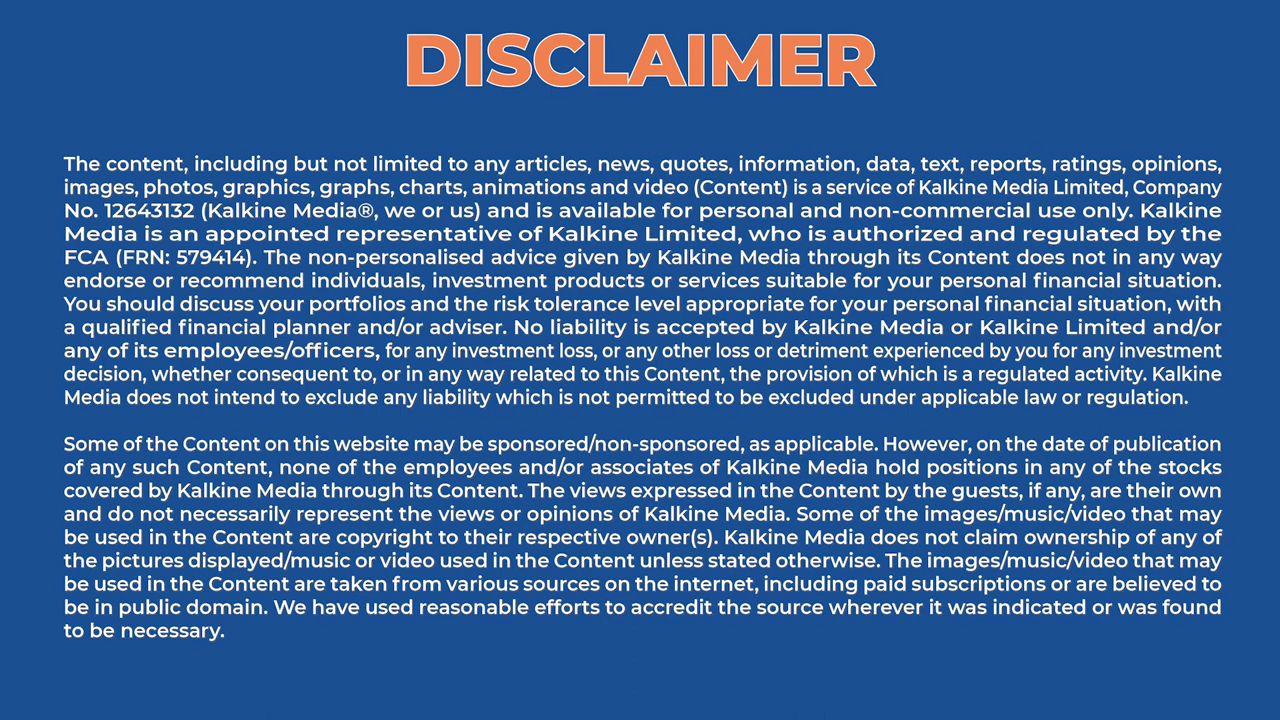 DISCLAIMER
The content, including but not limited to any articles, news, quotes, information, data, text, reports, ratings, opinions,
images, photos, graphics, graphs, charts, animations and video (Content) is a service of Kalkine Media Limited, Company
No. 12643132 (Kalkine Media®, we or us) and is available for personal and non-commercial use only. Kalkine
Media is an appointed representative of Kalkine Limited, who is authorized and regulated by the
FCA (FRN: 579414). The non-personalised advice given by Kalkine Media through its Content does not in any way
endorse or recommend individuals, investment products or services suitable for your personal financial situation.
You should discuss your portfolios and the risk tolerance level appropriate for your personal financial situation, with
a qualified financial planner and/or adviser. No liability is accepted by Kalkine Media or Kalkine Limited and/or
any of its employees/officers, for any investment loss, or any other loss or detriment experienced by you for any investment
decision, whether consequent to, or in any way related to this Content, the provision of which is a regulated activity. Kalkine
Media does not intend to exclude any liability which is not permitted to be excluded under applicable law or regulation.
Some of the Content on this website may be sponsored/non-sponsored, as applicable. However, on the date of publication
of any such Content, none of the employees and/or associates of Kalkine Media hold positions in any of the stocks
covered by Kalkine Media through its Content. The views expressed in the Content by the guests, if any, are their own
and do not necessarily represent the views or opinions of Kalkine Media. Some of the images/music/video that may
be used in the Content are copyright to their respective owner(s). Kalkine Media does not claim ownership of any of
the pictures displayed/music or video used in the Content unless stated otherwise. The images/music/video that may
be used in the Content are taken from various sources on the internet, including paid subscriptions or are believed to
be in public domain. We have used reasonable efforts to accredit the source wherever it was indicated or was found
to be necessary.